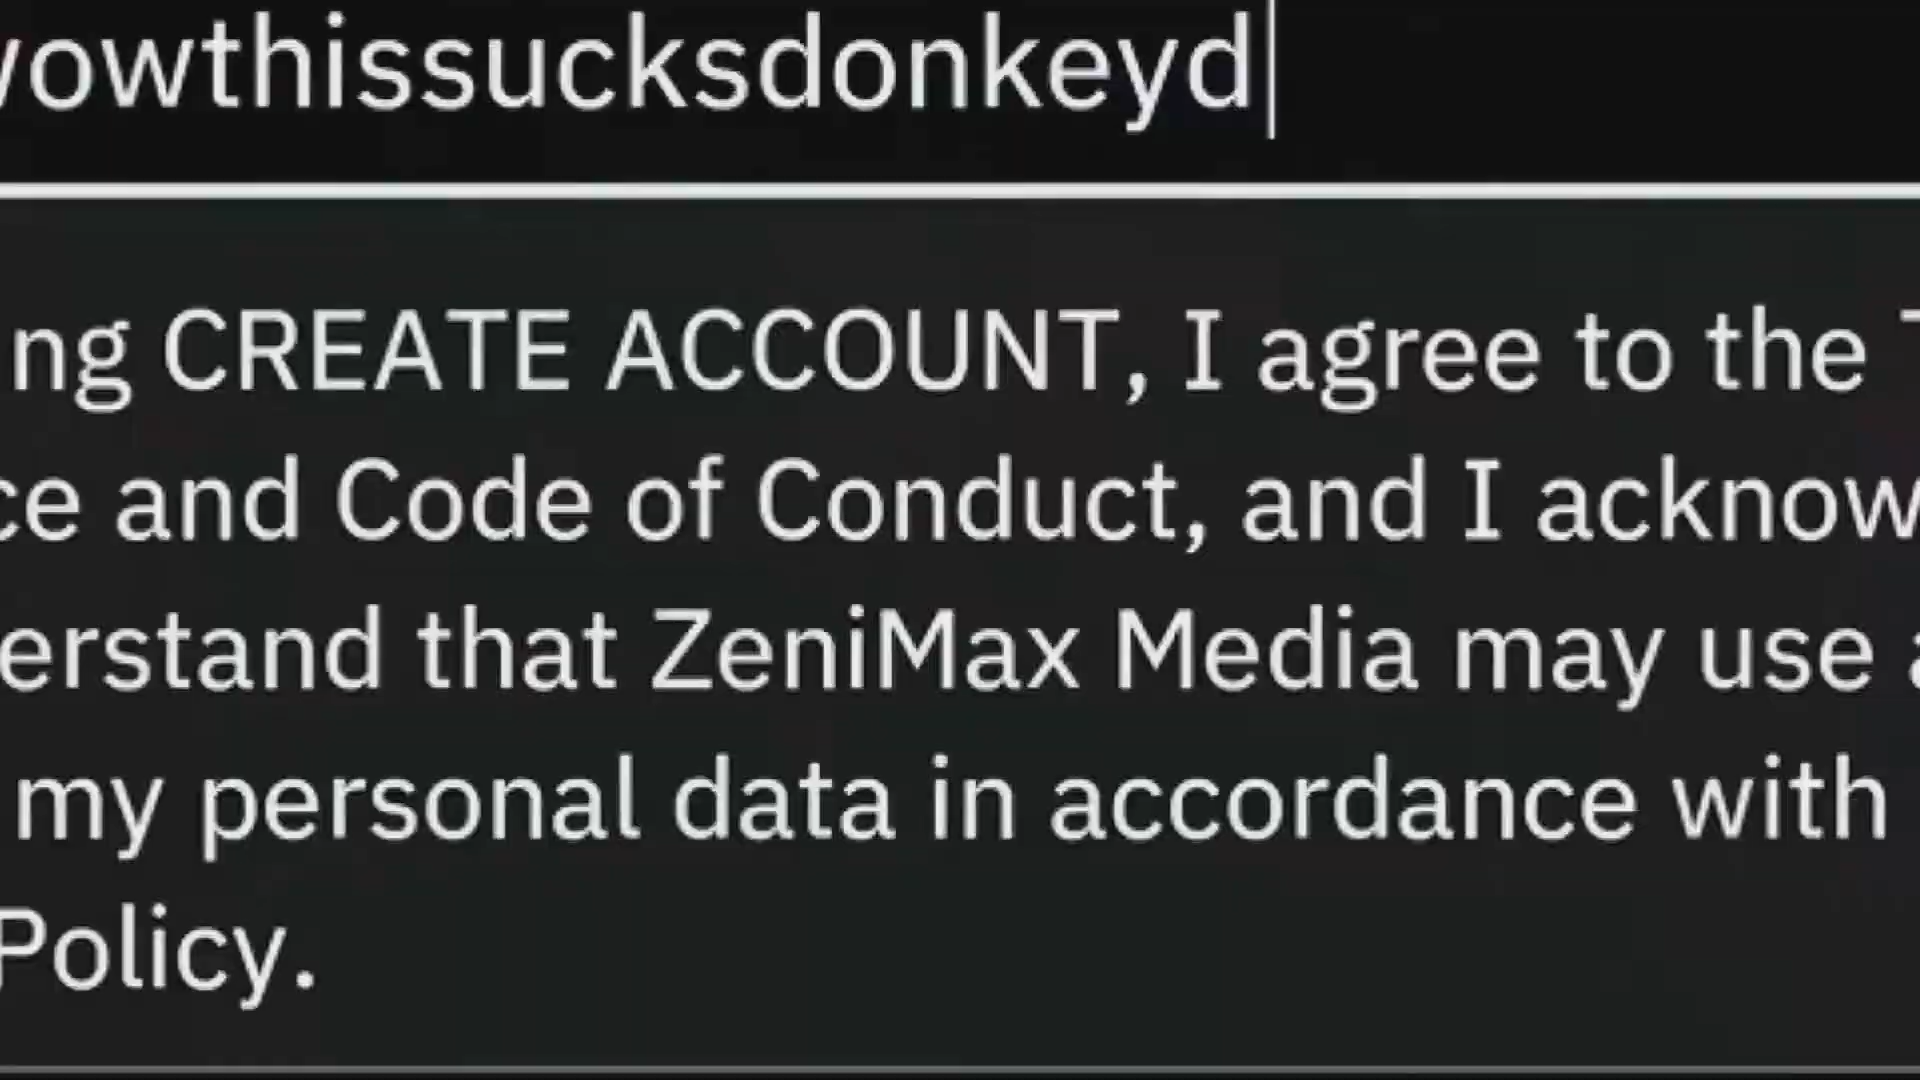 wowthissucksdonkeyd
ng CREATE ACCOUNT, I agree to the T
ce and Code of Conduct, and I acknow
erstand that ZeniMax Media may use a
my personal data in accordance with
Policy.